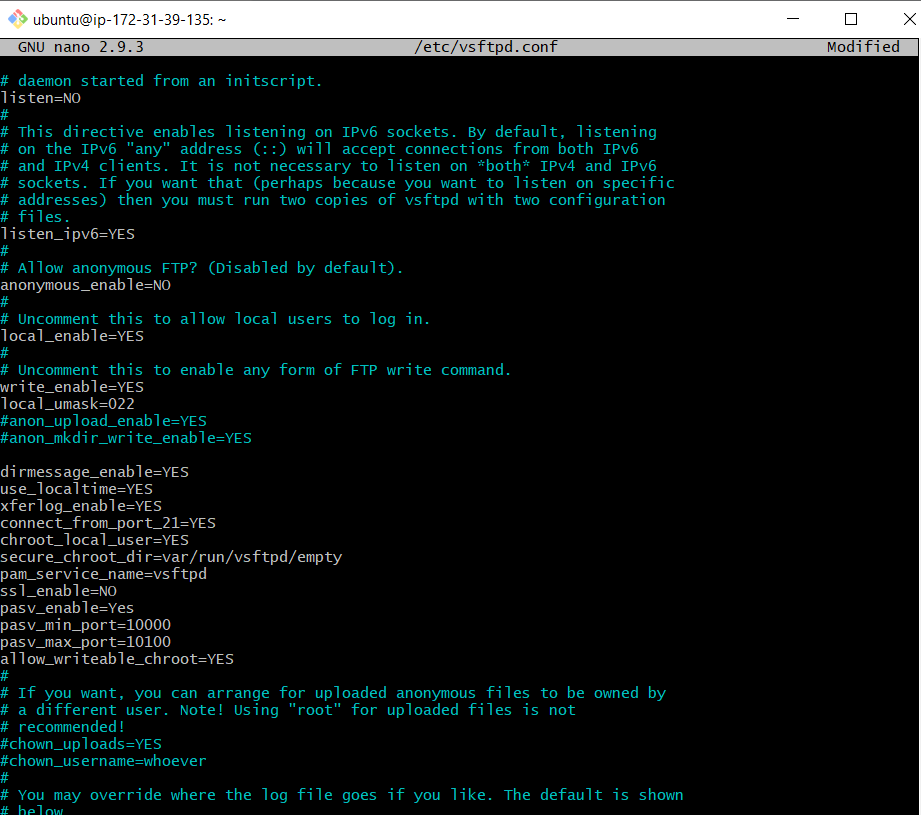 ubuntu@ip-172-31-39-135: ~
GNU nano 2.9.3 /etc/vsftpd.conf Modified
# daemon started from an initscript.
listen=NO
#
# This directive enables listening on IPv6 sockets. By default, listening
# on the IPv6 "any" address (::) will accept connections from both IPv6
# and IPv4 clients. It is not necessary to listen on *both* IPv4 and IPv6
# sockets. If you want that (perhaps because you want to listen on specific
# addresses) then you must run two copies of vsftpd with two configuration
# files.
listen_ipv6=YES
#
# Allow anonymous FTP? (Disabled by default).
anonymous_enable=NO
#
# Uncomment this to allow local users to log in.
local_enable=YES
#
# Uncomment this to enable any form of FTP write command.
write_enable=YES
local_umask=022
#anon_upload_enable=YES
#anon_mkdir_write_enable=YES
dirmessage_enable=YES
use_localtime=YES
xferlog_enable=YES
connect_from_port_21=YES
chroot_local_user=YES
secure_chroot_dir=var/run/vsftpd/empty
pam_service_name=vsftpd
ssl_enable=NO
pasv_enable=Yes
pasv_min_port=10000
pasv_max_port=10100
allow_writeable_chroot=YES
#
# If you want, you can arrange for uploaded anonymous files to be owned by
# a different user. Note! Using "root" for uploaded files is not
# recommended!
#chown_uploads=YES
#chown_username=whoever
#
# You may override where the log file goes if you like. The default is shown
# below